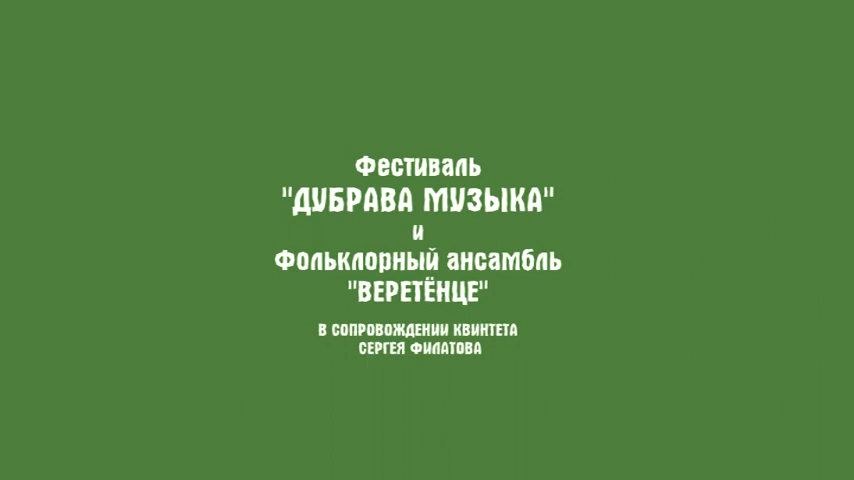 Фестиваль
"ДУБРАВА МУЗЫКА"
и
Фольклорный ансамбль
"ВЕРЕТЁНЦЕ"
В СОПРОВОЖДЕНИИ КВИНТЕТА
СЕРГЕЯ ФИЛАТОВА